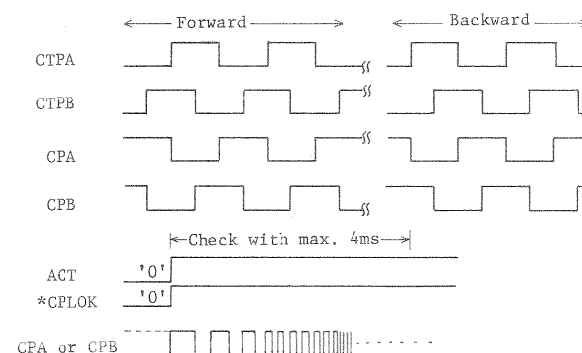 Forward
Backward
CTPA
CTPB
CPA
CPB
Check with max. 4ms
ACT '0'
*CPLOK '0'
CPA or CPB